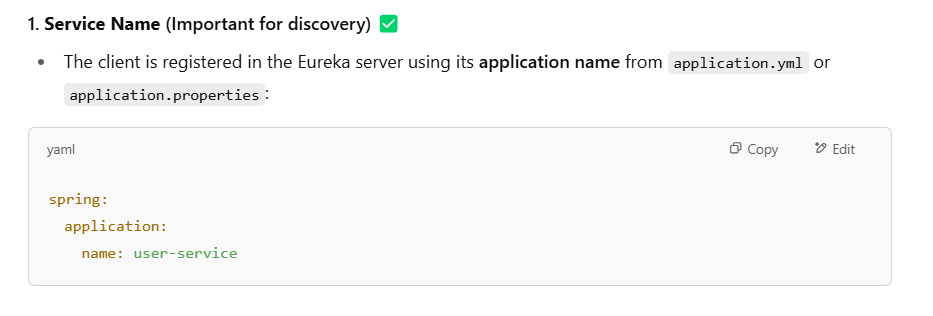 1. Service Name (Important for discovery) ✅
• The client is registered in the Eureka server using its application name from application.yml or
application.properties:
yaml
Copy Edit
spring:
  application:
    name: user-service